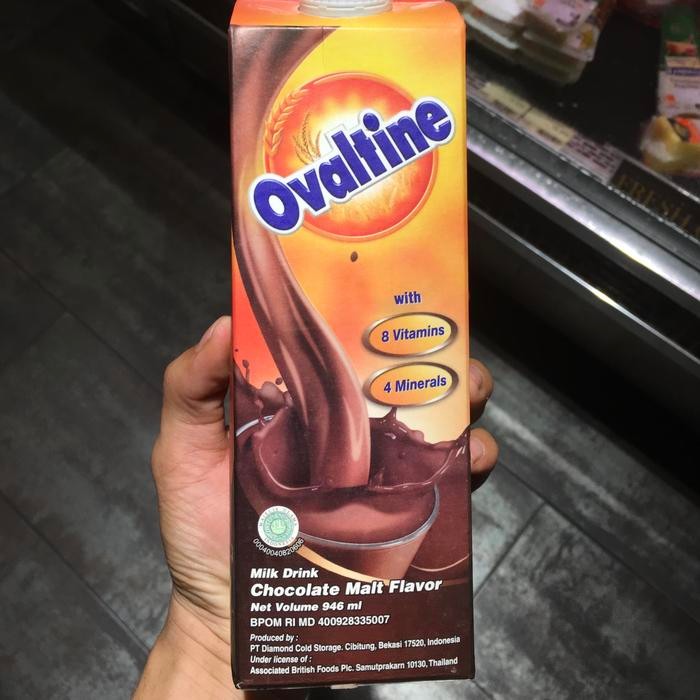 Ovaltine
with
8 Vitamins
4 Minerals
00040040820606
Milk Drink
Chocolate Malt Flavor
Net Volume 946 ml
BPOM RI MD 400928335007
Produced by :
PT Diamond Cold Storage. Cibitung, Bekasi 17520, Indonesia
Under license of :
Associated British Foods Plc. Samutprakarn 10130, Thailand
FRESH